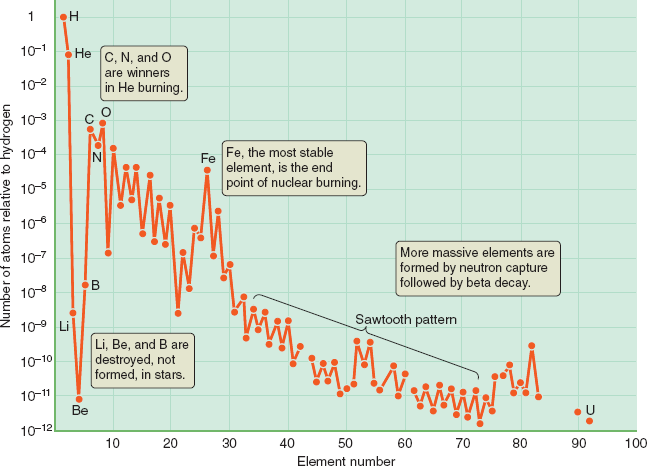 1
H
10⁻¹
He
C, N, and O
are winners
in He burning.
10⁻²
10⁻³
C
O
N
10⁻⁴
Fe
Fe, the most stable
element, is the end
point of nuclear burning.
10⁻⁵
10⁻⁶
10⁻⁷
More massive elements are
formed by neutron capture
followed by beta decay.
10⁻⁸
B
10⁻⁹
Li
Sawtooth pattern
Li, Be, and B are
destroyed, not
formed, in stars.
10⁻¹⁰
10⁻¹¹
Be
U
10⁻¹²
Number of atoms relative to hydrogen
10 20 30 40 50 60 70 80 90 100
Element number